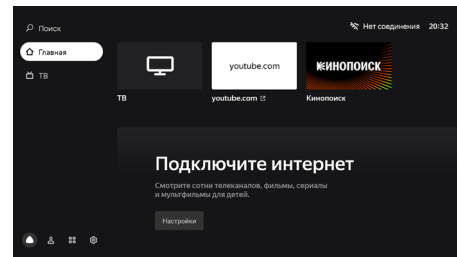 Поиск
Нет соединения 20:32
Главная
ТВ
youtube.com
КИНОПОИСК
ТВ
youtube.com
Кинопоиск
Подключите интернет
Смотрите сотни телеканалов, фильмы, сериалы
и мультфильмы для детей.
Настройки